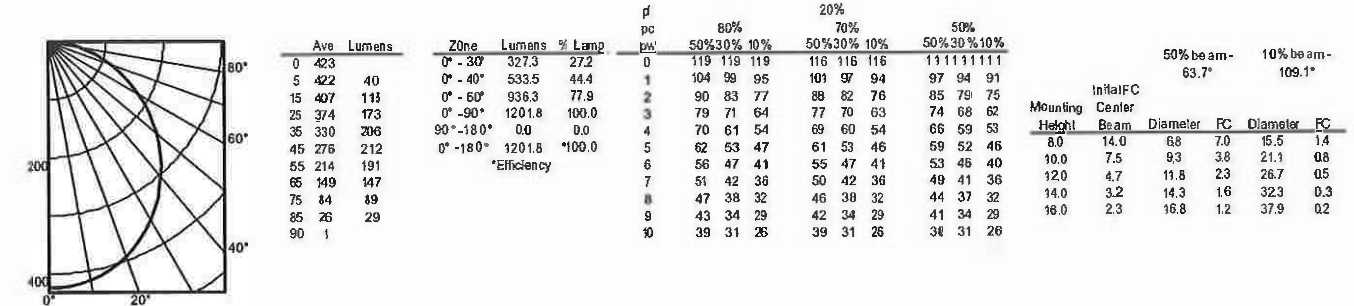 80°
60°
40°
200
400
0° 20°
Ave Lumens
0 423
5 422 40
15 407 115
25 374 173
35 330 206
45 276 212
55 214 191
65 149 147
75 84 89
85 26 29
90 1
Zone Lumens % Lamp
0° - 30° 327.3 27.2
0° - 40° 533.5 44.4
0° - 60° 936.3 77.9
0° -90° 1201.8 100.0
90°-180° 0.0 0.0
0° -180° 1201.8 *100.0
*Efficiency
pf 20%
pc 80% 70% 50%
pw 50%30% 10% 50%30% 10% 50%30%10%
0 119 119 119 116 116 116 111 111 111
1 104 99 95 101 97 94 97 94 91
2 90 83 77 88 82 76 85 79 75
3 79 71 64 77 70 63 74 68 62
4 70 61 54 69 60 54 66 59 53
5 62 53 47 61 53 46 59 52 46
6 56 47 41 55 47 41 53 46 40
7 51 42 36 50 42 36 49 41 36
8 47 38 32 46 38 32 44 37 32
9 43 34 29 42 34 29 41 34 29
10 39 31 26 39 31 26 38 31 26
50% beam - 10% beam -
63.7° 109.1°
Initial FC
Mounting Center
Height Beam Diameter FC Diameter FC
8.0 14.0 6.8 7.0 15.5 1.4
10.0 7.5 9.3 3.8 21.1 0.8
12.0 4.7 11.8 2.3 26.7 0.5
14.0 3.2 14.3 1.6 32.3 0.3
16.0 2.3 16.8 1.2 37.9 0.2